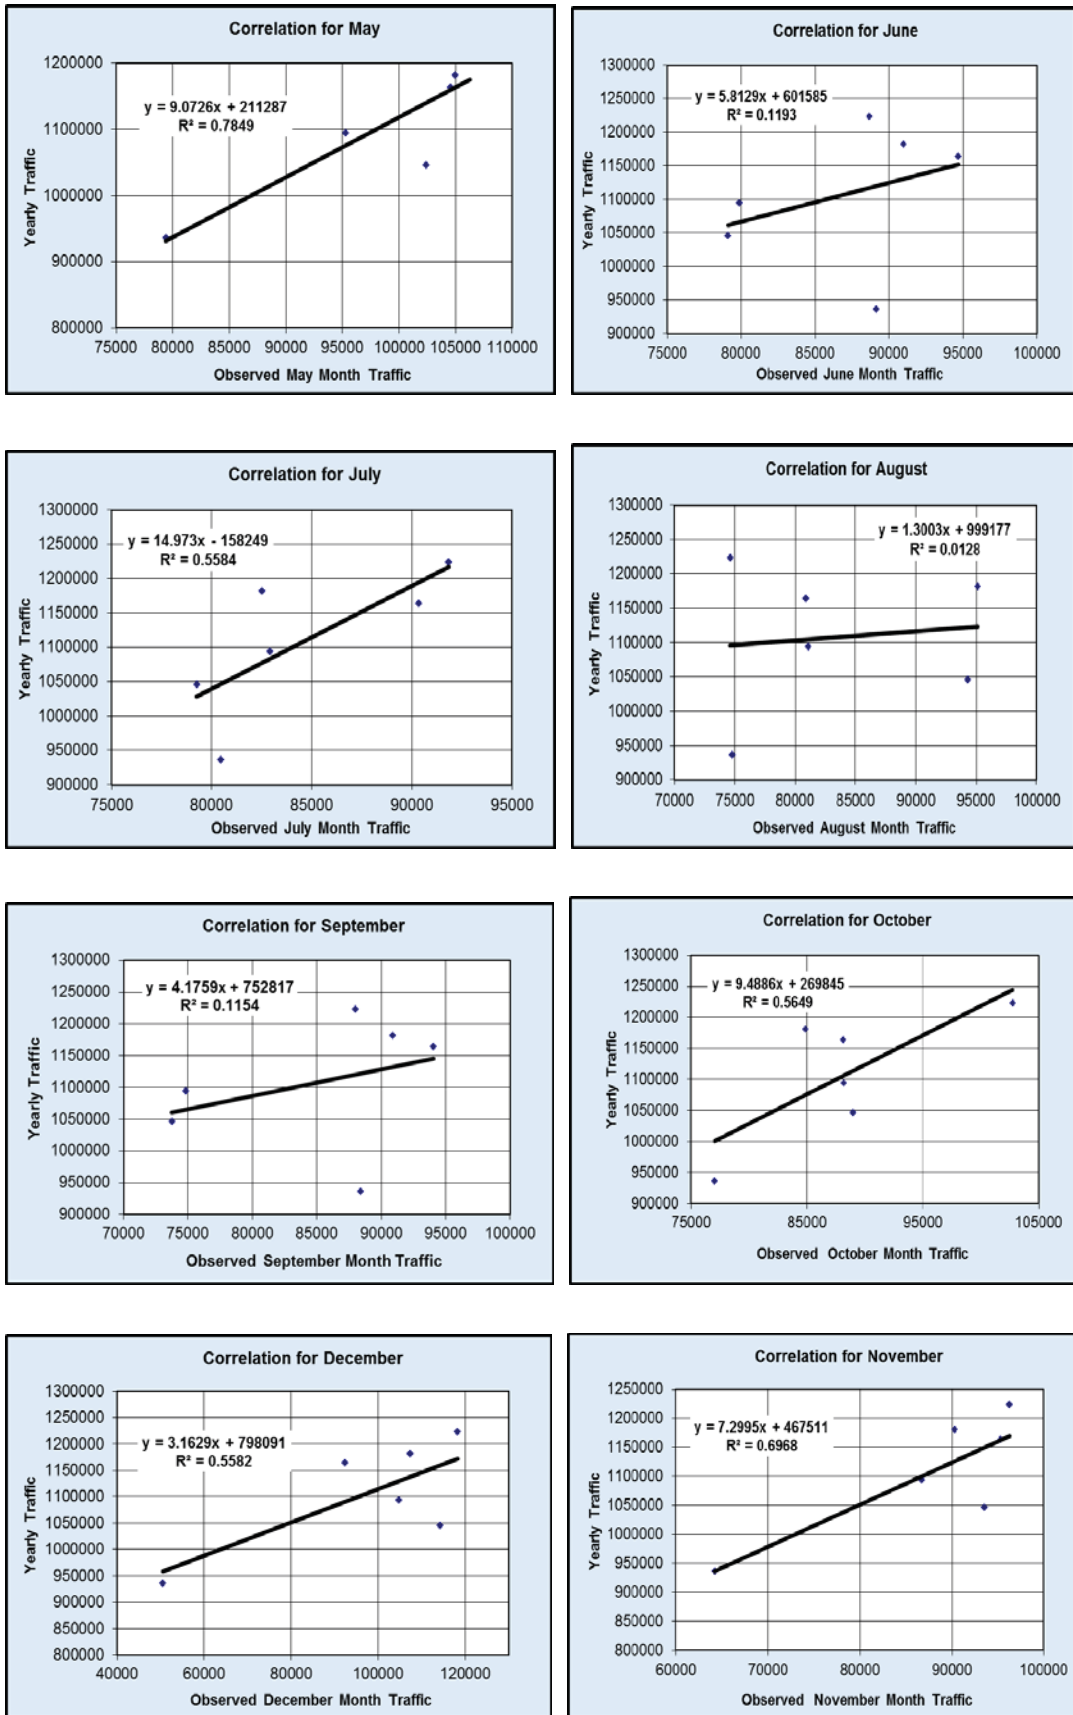 Correlation for May
1200000
1100000
1000000
900000
800000
y = 9.0726x + 211287
R² = 0.7849
Yearly Traffic
75000 80000 85000 90000 95000 100000 105000 110000
Observed May Month Traffic
Correlation for June
1300000
1250000
1200000
1150000
1100000
1050000
1000000
950000
900000
y = 5.8129x + 601585
R² = 0.1193
Yearly Traffic
75000 80000 85000 90000 95000 100000
Observed June Month Traffic
Correlation for July
1300000
1250000
1200000
1150000
1100000
1050000
1000000
950000
900000
y = 14.973x - 158249
R² = 0.5584
Yearly Traffic
75000 80000 85000 90000 95000
Observed July Month Traffic
Correlation for August
1300000
1250000
1200000
1150000
1100000
1050000
1000000
950000
900000
y = 1.3003x + 999177
R² = 0.0128
Yearly Traffic
70000 75000 80000 85000 90000 95000 100000
Observed August Month Traffic
Correlation for September
1300000
1250000
1200000
1150000
1100000
1050000
1000000
950000
900000
y = 4.1759x + 752817
R² = 0.1154
Yearly Traffic
70000 75000 80000 85000 90000 95000 100000
Observed September Month Traffic
Correlation for October
1300000
1250000
1200000
1150000
1100000
1050000
1000000
950000
900000
y = 9.4886x + 269845
R² = 0.5649
Yearly Traffic
75000 85000 95000 105000
Observed October Month Traffic
Correlation for December
1300000
1250000
1200000
1150000
1100000
1050000
1000000
950000
900000
850000
800000
y = 3.1629x + 798091
R² = 0.5582
Yearly Traffic
40000 60000 80000 100000 120000
Observed December Month Traffic
Correlation for November
1250000
1200000
1150000
1100000
1050000
1000000
950000
900000
850000
800000
y = 7.2995x + 467511
R² = 0.6968
Yearly Traffic
60000 70000 80000 90000 100000
Observed November Month Traffic